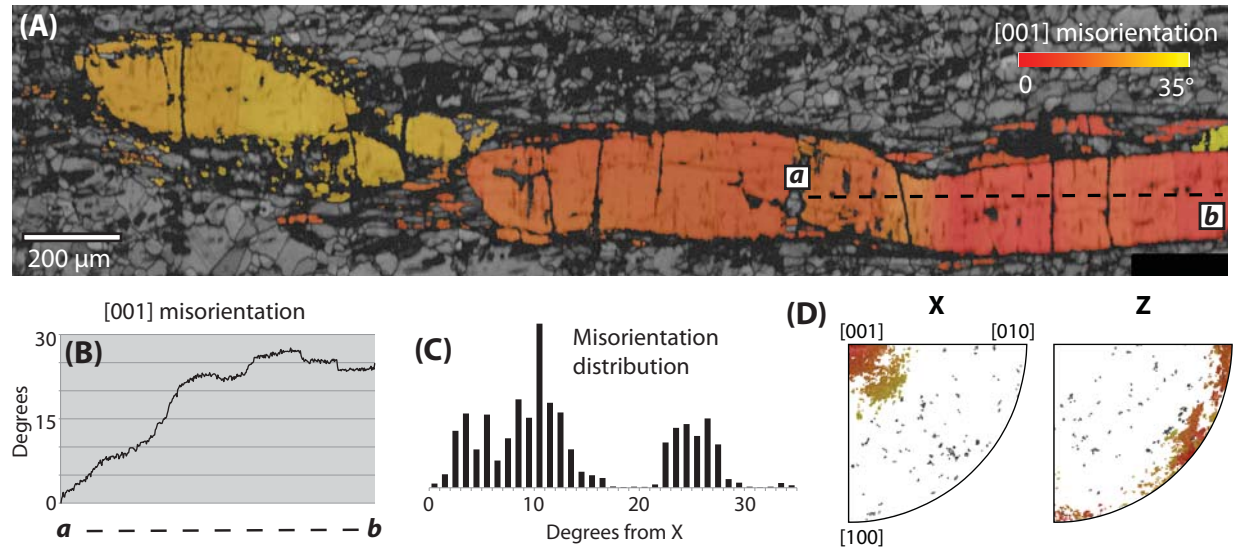 (A)
[001] misorientation
0
35°
a
b
200 µm
[001] misorientation
(B)
30
15
0
Degrees
a
b
(C)
Misorientation
distribution
0
10
20
30
Degrees from X
(D)
X
Z
[001]
[010]
[100]